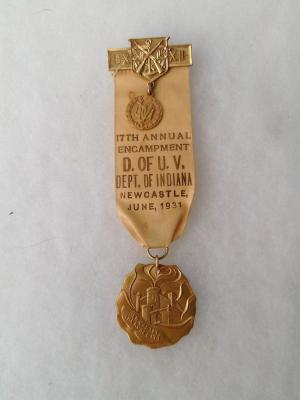 17TH ANNUAL
ENCAMPMENT
D. OF U. V.
DEPT. OF INDIANA
NEWCASTLE,
JUNE, 1931